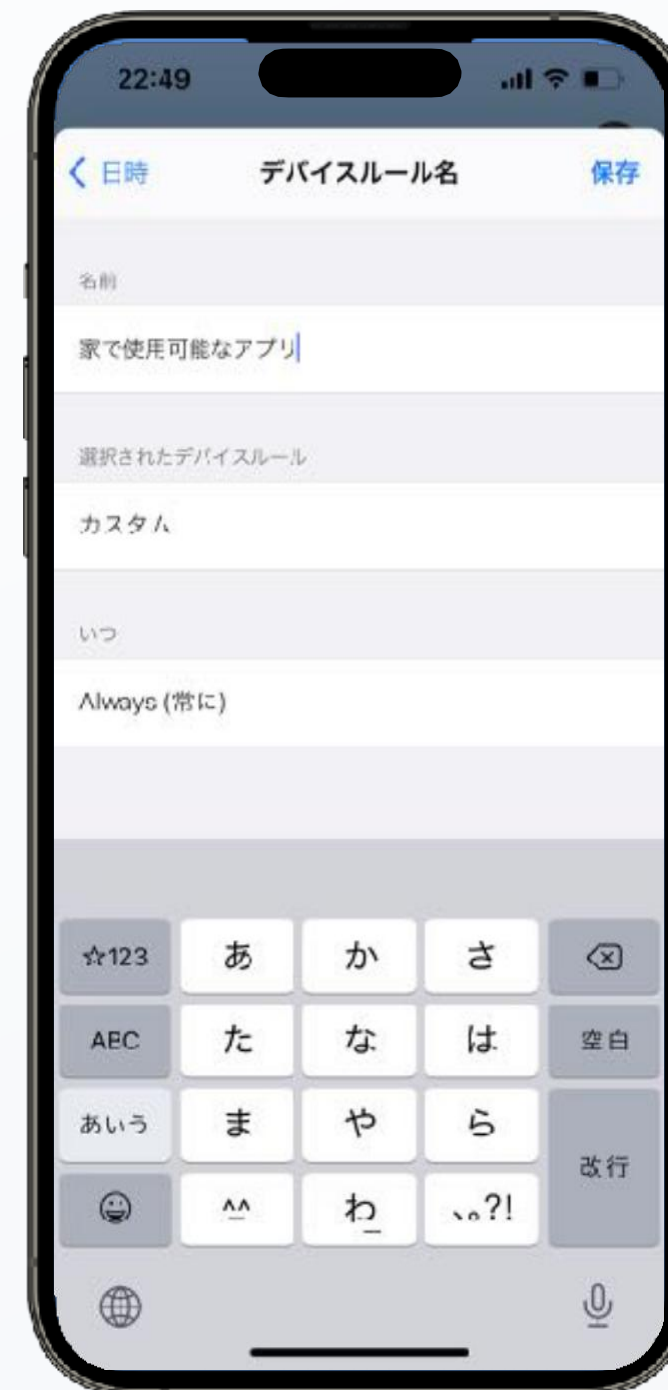 22:49
日時
デバイスルール名
保存
名前
家で使用可能なアプリ
選択されたデバイスルール
カスタム
いつ
Always (常に)
☆123
あ
か
さ
ABC
た
な
は
空白
あいう
ま
や
ら
改行
^^
わ
、。?!